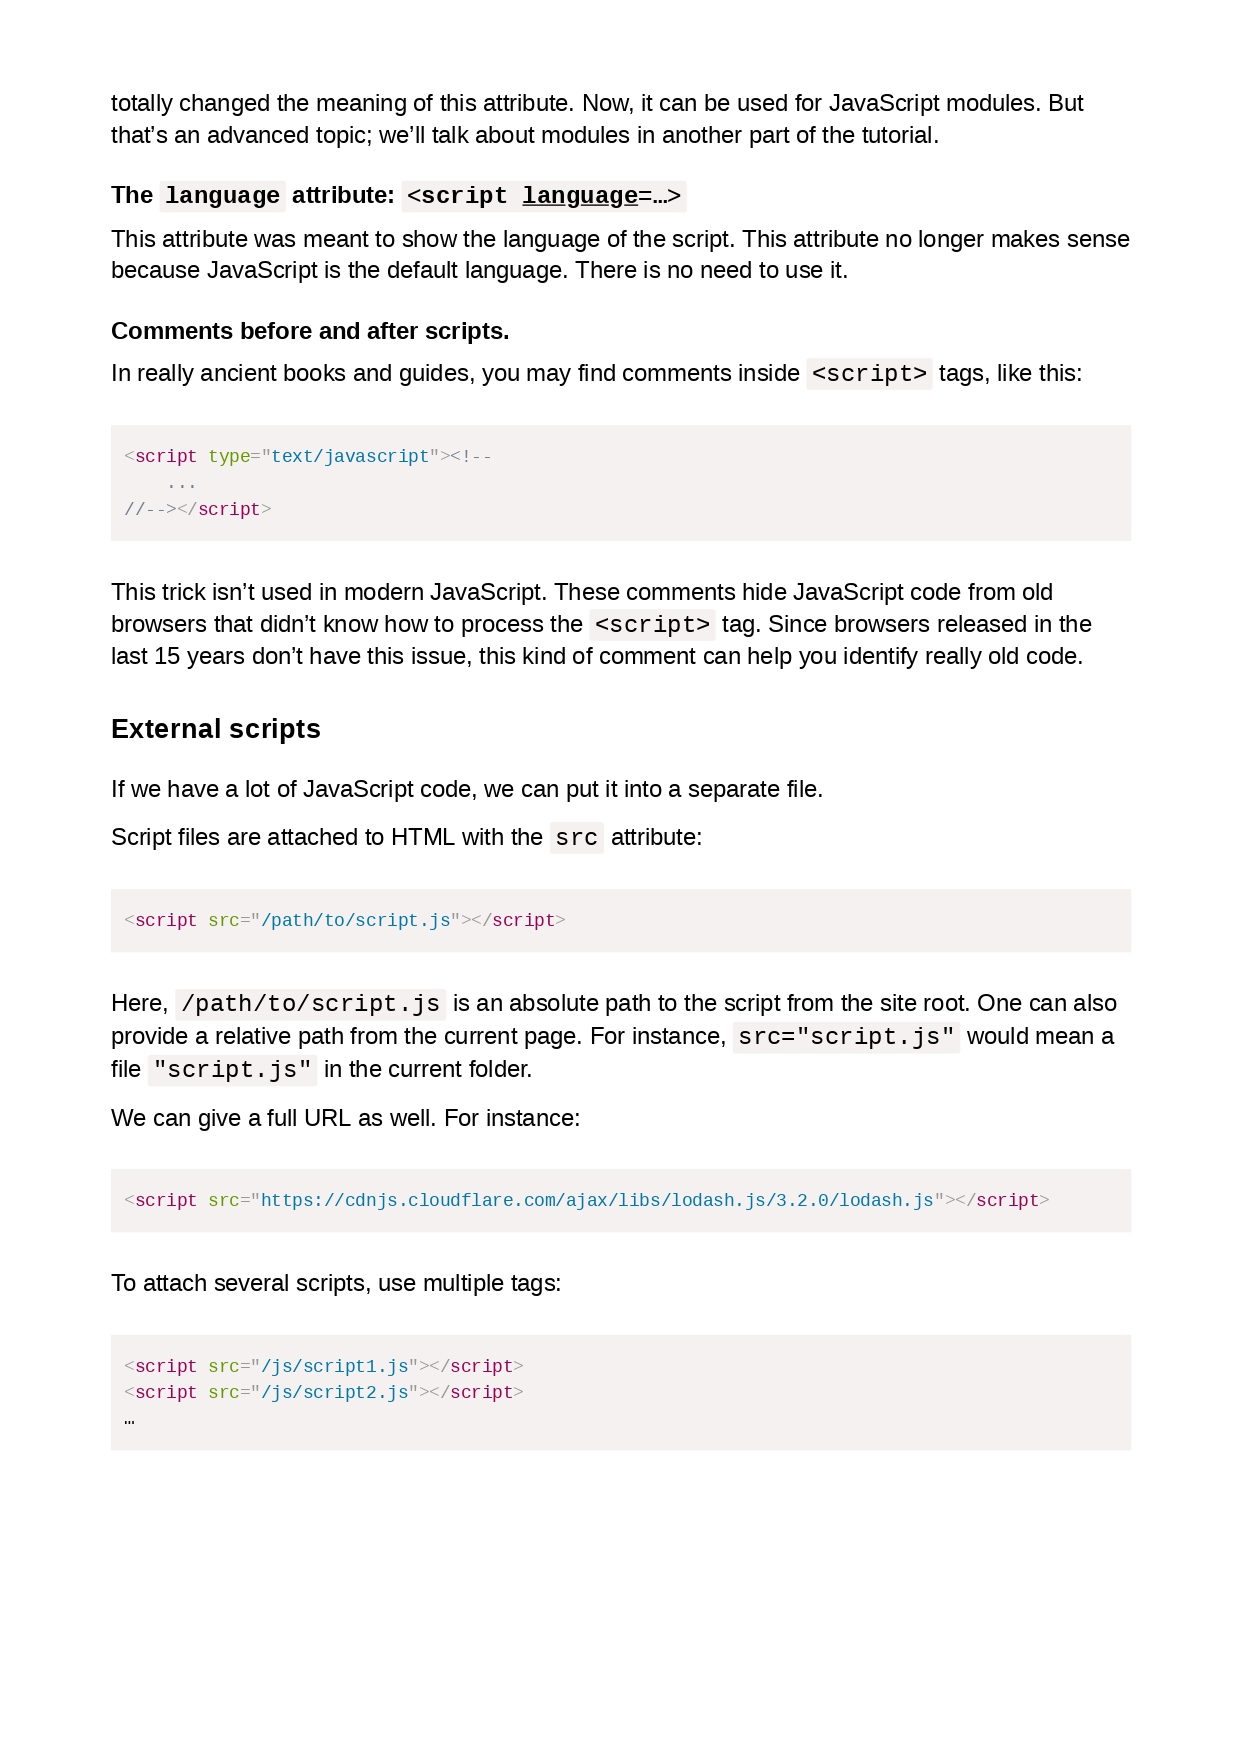 totally changed the meaning of this attribute. Now, it can be used for JavaScript modules. But
that’s an advanced topic; we’ll talk about modules in another part of the tutorial.
The language attribute: <script language=…>
This attribute was meant to show the language of the script. This attribute no longer makes sense
because JavaScript is the default language. There is no need to use it.
Comments before and after scripts.
In really ancient books and guides, you may find comments inside <script> tags, like this:
<script type="text/javascript"><!--
    ...
//--></script>
This trick isn’t used in modern JavaScript. These comments hide JavaScript code from old
browsers that didn’t know how to process the <script> tag. Since browsers released in the
last 15 years don’t have this issue, this kind of comment can help you identify really old code.
External scripts
If we have a lot of JavaScript code, we can put it into a separate file.
Script files are attached to HTML with the src attribute:
<script src="/path/to/script.js"></script>
Here, /path/to/script.js is an absolute path to the script from the site root. One can also
provide a relative path from the current page. For instance, src="script.js" would mean a
file "script.js" in the current folder.
We can give a full URL as well. For instance:
<script src="https://cdnjs.cloudflare.com/ajax/libs/lodash.js/3.2.0/lodash.js"></script>
To attach several scripts, use multiple tags:
<script src="/js/script1.js"></script>
<script src="/js/script2.js"></script>
…